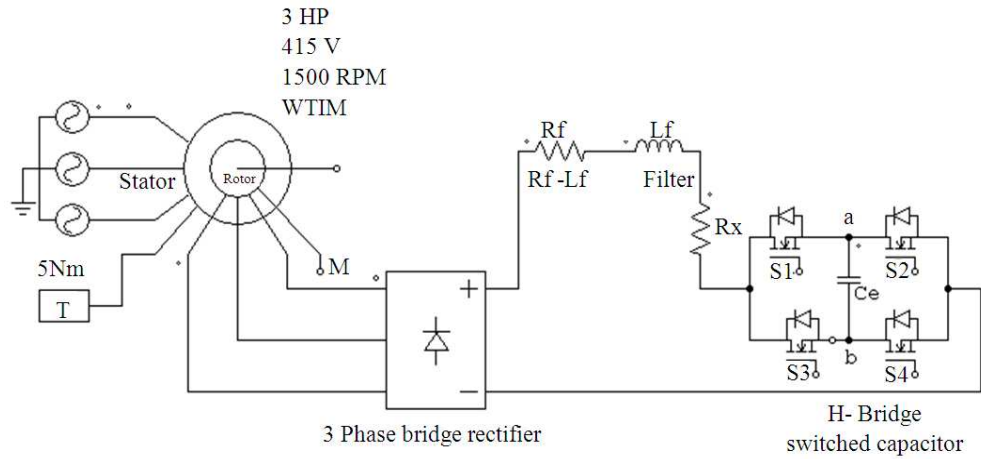 3 HP
415 V
1500 RPM
WTIM
Stator
Rotor
5Nm
T
M
Rf
Rf -Lf
Lf
Filter
Rx
a
S1
S2
Ce
S3
b
S4
+
−
3 Phase bridge rectifier
H- Bridge
switched capacitor